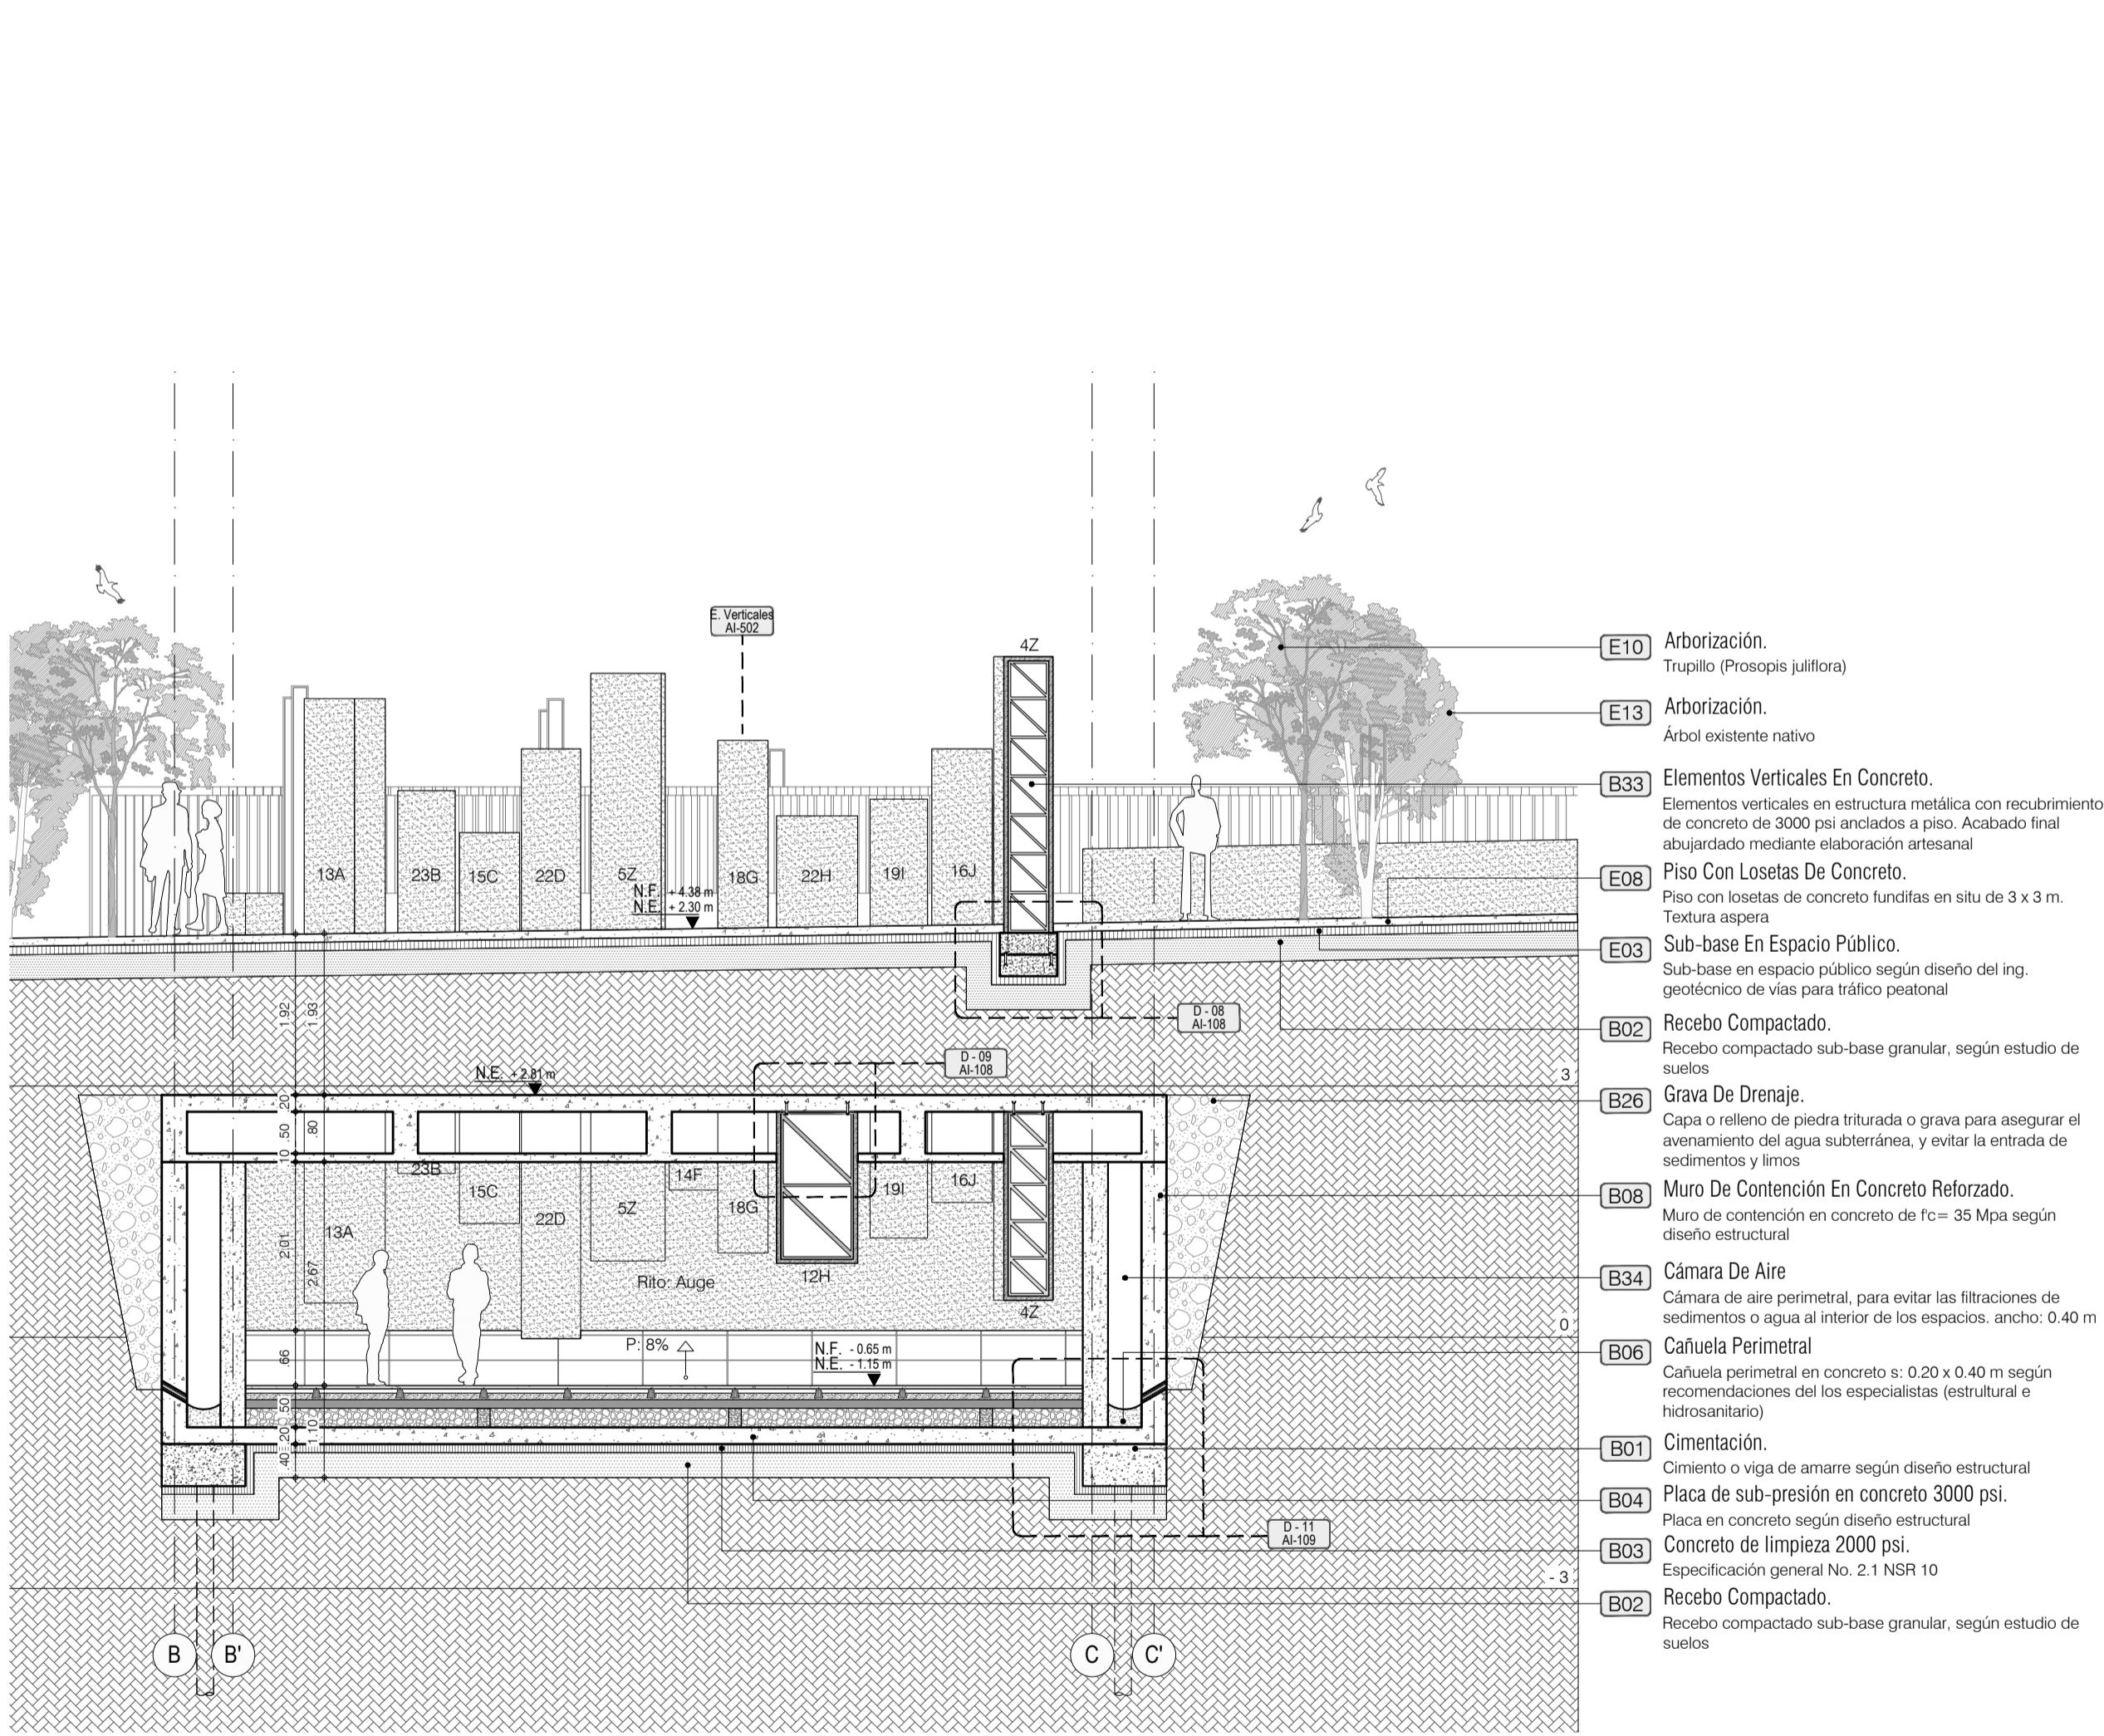 E. Verticales
AI-502
4Z
13A
23B
15C
22D
5Z
18G
22H
19I
16J
N.F. + 4.38 m
N.E. + 2.30 m
1.92
1.93
D - 08
AI-108
D - 09
AI-108
N.E. + 2.81 m
3
.20
.50
.80
.10
23B
15C
14F
5Z
18G
22D
13A
19I
16J
2.01
2.67
Rito: Auge
12H
4Z
0
P: 8%
N.F. - 0.65 m
N.E. - 1.15 m
.66
.50
.20
1.10
.40
D - 11
AI-109
- 3
B
B'
C
C'
E10
Arborización.
Trupillo (Prosopis juliflora)
E13
Arborización.
Árbol existente nativo
B33
Elementos Verticales En Concreto.
Elementos verticales en estructura metálica con recubrimiento
de concreto de 3000 psi anclados a piso. Acabado final
abujardado mediante elaboración artesanal
E08
Piso Con Losetas De Concreto.
Piso con losetas de concreto fundifas en situ de 3 x 3 m.
Textura aspera
E03
Sub-base En Espacio Público.
Sub-base en espacio público según diseño del ing.
geotécnico de vías para tráfico peatonal
B02
Recebo Compactado.
Recebo compactado sub-base granular, según estudio de
suelos
B26
Grava De Drenaje.
Capa o relleno de piedra triturada o grava para asegurar el
avenamiento del agua subterránea, y evitar la entrada de
sedimentos y limos
B08
Muro De Contención En Concreto Reforzado.
Muro de contención en concreto de f'c= 35 Mpa según
diseño estructural
B34
Cámara De Aire
Cámara de aire perimetral, para evitar las filtraciones de
sedimentos o agua al interior de los espacios. ancho: 0.40 m
B06
Cañuela Perimetral
Cañuela perimetral en concreto s: 0.20 x 0.40 m según
recomendaciones del los especialistas (estrultural e
hidrosanitario)
B01
Cimentación.
Cimiento o viga de amarre según diseño estructural
B04
Placa de sub-presión en concreto 3000 psi.
Placa en concreto según diseño estructural
B03
Concreto de limpieza 2000 psi.
Especificación general No. 2.1 NSR 10
B02
Recebo Compactado.
Recebo compactado sub-base granular, según estudio de
suelos